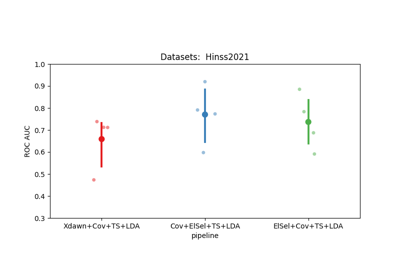 Datasets: Hinss2021
1.0
0.9
0.8
0.7
0.6
0.5
0.4
0.3
ROC AUC
Xdawn+Cov+TS+LDA
Cov+ElSel+TS+LDA
ElSel+Cov+TS+LDA
pipeline